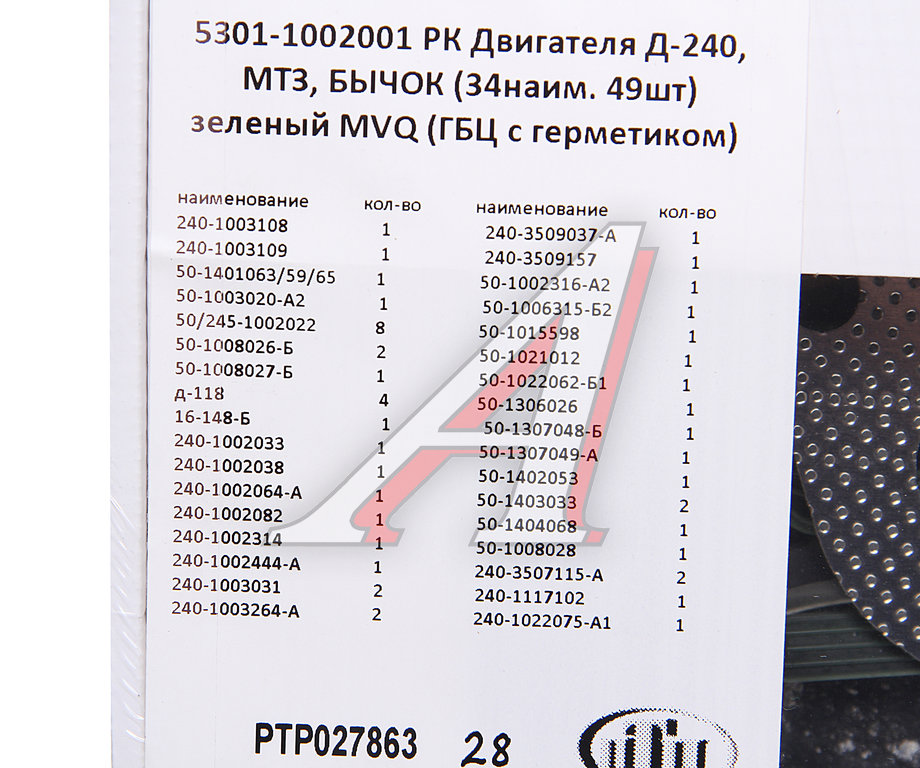 5301-1002001 РК Двигателя Д-240,
МТЗ, БЫЧОК (34наим. 49шт)
зеленый MVQ (ГБЦ с герметиком)
наименование кол-во
240-1003108 1
240-1003109 1
50-1401063/59/65 1
50-1003020-А2 1
50/245-1002022 8
50-1008026-Б 2
50-1008027-Б 1
д-118 4
16-148-Б 1
240-1002033 1
240-1002038 1
240-1002064-А 1
240-1002082 1
240-1002314 1
240-1002444-А 1
240-1003031 2
240-1003264-А 2
наименование кол-во
240-3509037-А 1
240-3509157 1
50-1002316-А2 1
50-1006315-Б2 1
50-1015598 1
50-1021012 1
50-1022062-Б1 1
50-1306026 1
50-1307048-Б 1
50-1307049-А 1
50-1402053 1
50-1403033 2
50-1404068 1
50-1008028 1
240-3507115-А 2
240-1117102 1
240-1022075-А1 1
РТР027863 28